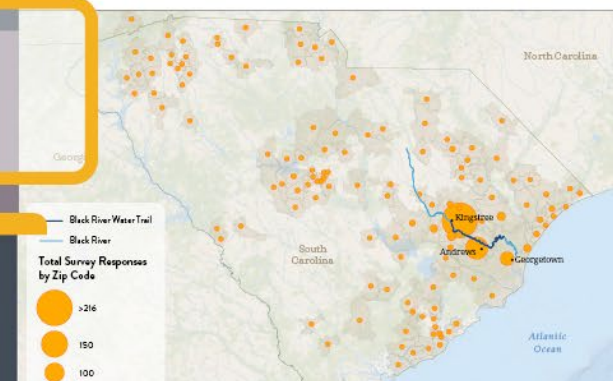 North Carolina
Georg
Kingstree
Andrews
Georgetown
South
Carolina
Atlantic
Ocean
Black River Water Trail
Black River
Total Survey Responses
by Zip Code
>216
150
100